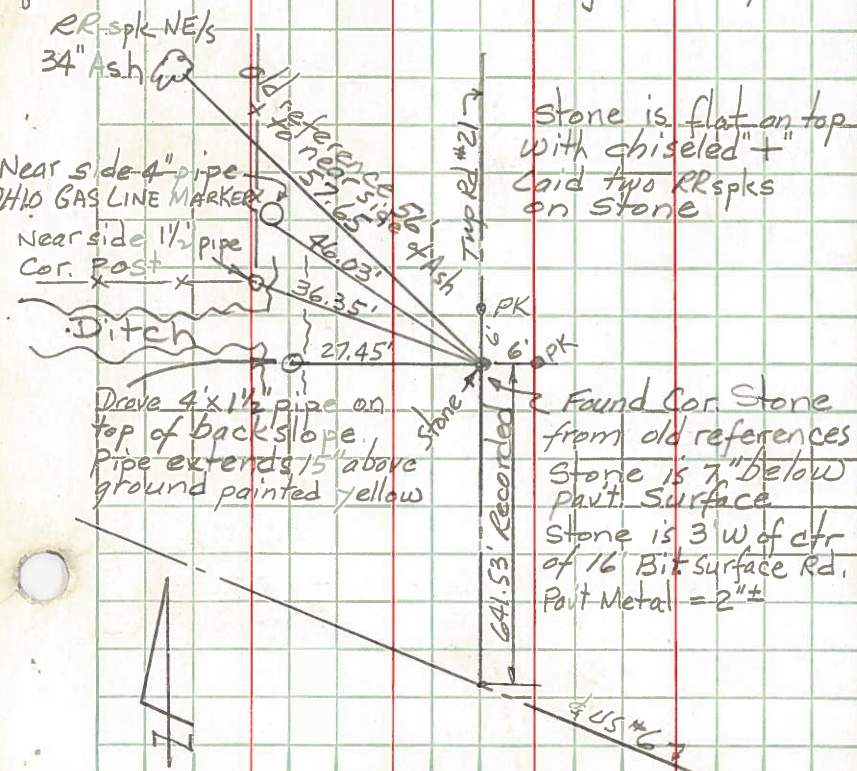 RR spk NE/s
34" Ash
old reference 56'
to near side of Ash
57.65'
Near side 4" pipe
OHIO GAS LINE MARKER
46.03'
Near side 1½" pipe
Cor. Post
36.35'
Ditch
27.45'
Twp Rd #21
Stone is flat on top
with chiseled "+"
Laid two RR spks
on Stone
PK
6'
6'
PK
Stone
Drove 4' x 1½" pipe on
top of backslope.
Pipe extends 15" above
ground painted yellow
641.53' Recorded
Found Cor. Stone
from old references
Stone is 7" below
pav't. Surface
Stone is 3' W of ctr
of 16' Bit. Surface Rd.
Pav't Metal = 2"±
N
US #6